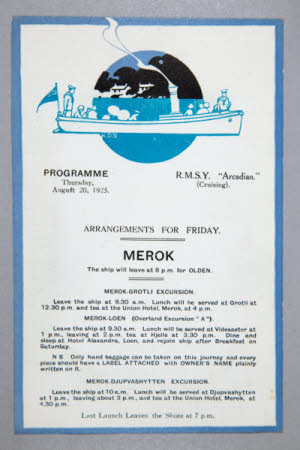 PROGRAMME
Thursday,
August 20, 1925.
R.M.S.Y. "Arcadian."
(Cruising).
ARRANGEMENTS FOR FRIDAY.
MEROK
The ship will leave at 8 p.m. for OLDEN.
MEROK-GROTLI EXCURSION.
Leave the ship at 9.30 a.m. Lunch will be served at Grotli at
12.30 p.m. and tea at the Union Hotel, Merok, at 4 p.m.
MEROK-LOEN (Overland Excursion "A").
Leave the ship at 9.30 am. Lunch will be served at Videsaeter at
1 p.m., leaving at 2 p.m. tea at Hjelle at 3.30 p.m. Dine and
sleep at Hotel Alexandra, Loen, and rejoin ship after Breakfast on
Saturday.
N B Only hand baggage can be taken on this journey and every
piece should have a LABEL ATTACHED with OWNER'S NAME plainly
written on it.
MEROK-DJUPVASHYTTEN EXCURSION.
Leave the ship at 10 a.m. Lunch will be served at Djupvashytten
at 1 p.m., leaving about 3 p.m., and tea at the Union Hotel, Merok, at
4.30 p.m.
Last Launch Leaves the Shore at 7 p.m.